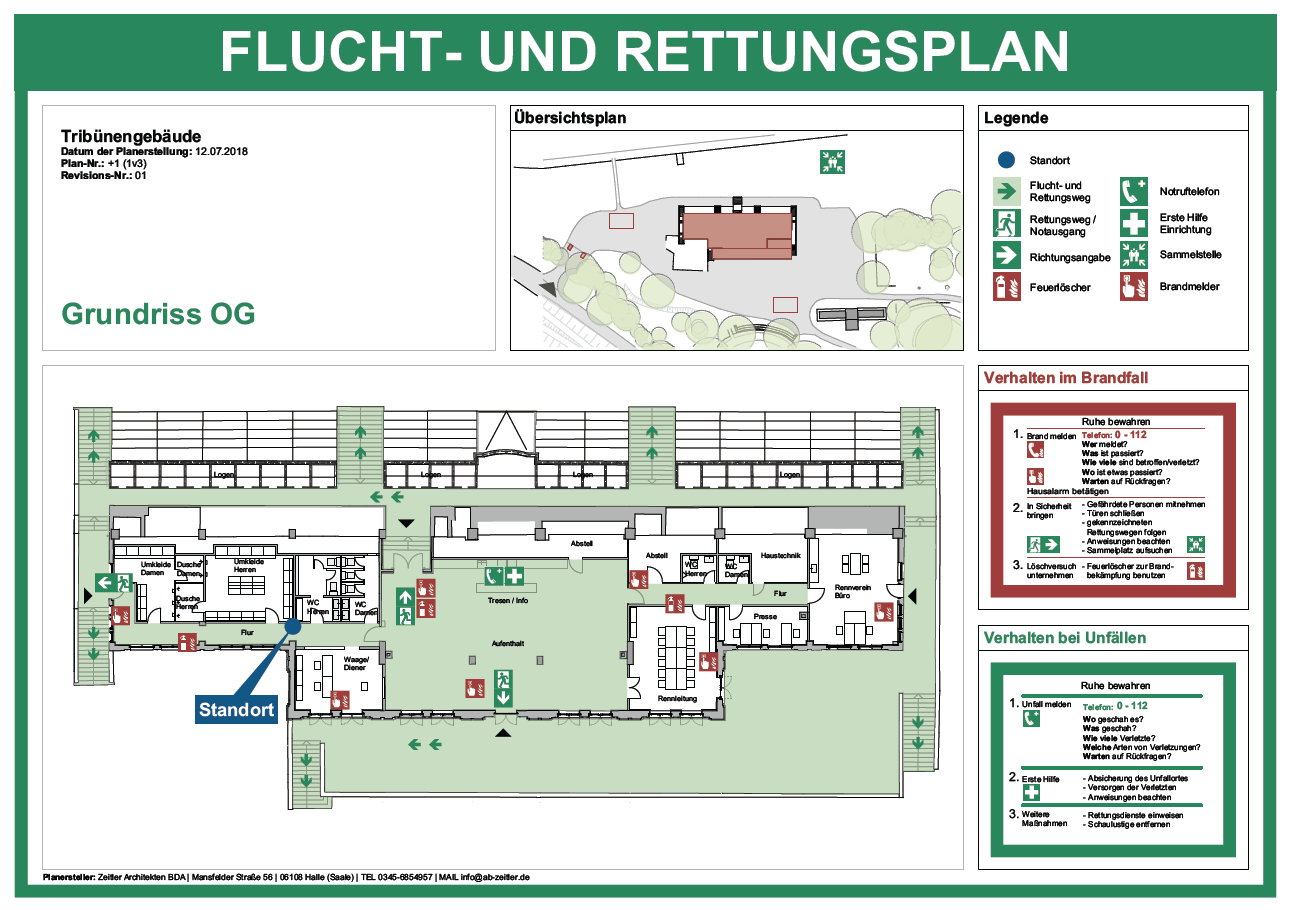 FLUCHT- UND RETTUNGSPLAN
Tribünengebäude
Datum der Planerstellung: 12.07.2018
Plan-Nr.: +1 (1v3)
Revisions-Nr.: 01
Grundriss OG
Übersichtsplan
Legende
Standort
Flucht- und
Rettungsweg
Rettungsweg /
Notausgang
Richtungsangabe
Feuerlöscher
Notruftelefon
Erste Hilfe
Einrichtung
Sammelstelle
Brandmelder
Logen
Logen
Logen
Logen
Abstell
Umkleide
Damen
Dusche
Damen
Umkleide
Herren
Dusche
Herren
WC
Herren
WC
Damen
Flur
Waage/
Diener
Standort
Tresen / Info
Aufenthalt
Abstell
WC
Herren
WC
Damen
Haustechnik
Flur
Rennverein
Büro
Presse
Rennleitung
Verhalten im Brandfall
Ruhe bewahren
1. Brand melden Telefon: 0 - 112
Wer meldet?
Was ist passiert?
Wie viele sind betroffen/verletzt?
Wo ist etwas passiert?
Warten auf Rückfragen?
Hausalarm betätigen
2. In Sicherheit
bringen
- Gefährdete Personen mitnehmen
- Türen schließen
- gekennzeichneten
Rettungswegen folgen
- Anweisungen beachten
- Sammelplatz aufsuchen
3. Löschversuch
unternehmen
- Feuerlöscher zur Brand-
bekämpfung benutzen
Verhalten bei Unfällen
Ruhe bewahren
1. Unfall melden Telefon: 0 - 112
Wo geschah es?
Was geschah?
Wie viele Verletzte?
Welche Arten von Verletzungen?
Warten auf Rückfragen?
2. Erste Hilfe
- Absicherung des Unfallortes
- Versorgen der Verletzten
- Anweisungen beachten
3. Weitere
Maßnahmen
- Rettungsdienste einweisen
- Schaulustige entfernen
Planersteller: Zeitler Architekten BDA | Mansfelder Straße 56 | 06108 Halle (Saale) | TEL 0345-6854957 | MAIL info@ab-zeitler.de